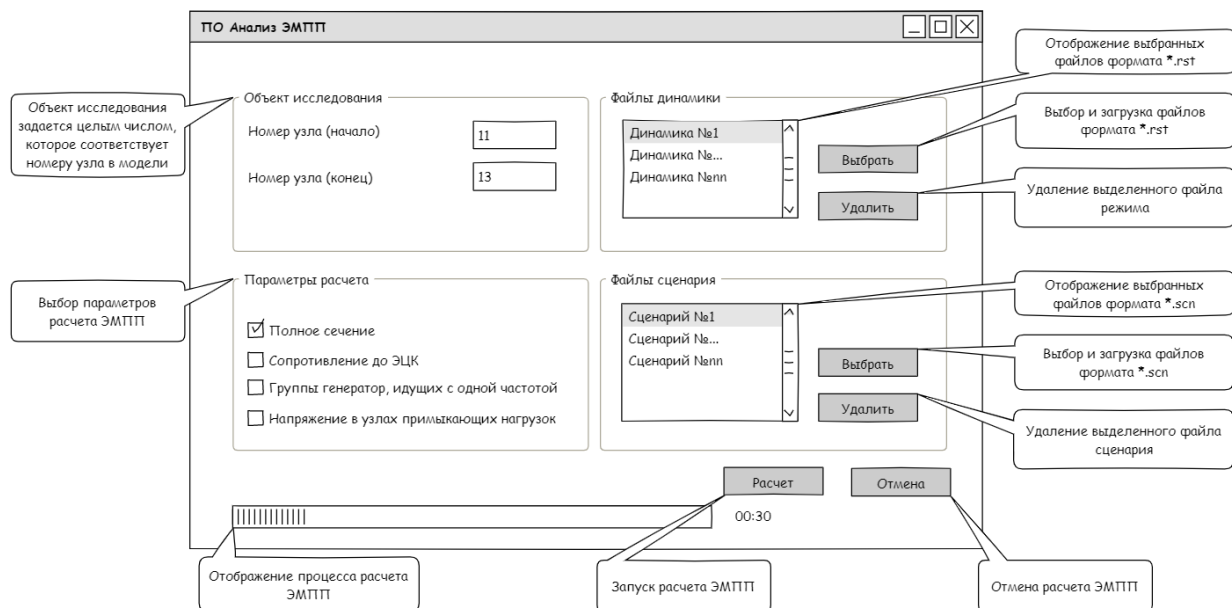 ПО Анализ ЭМПП
Объект исследования
задается целым числом,
которое соответствует
номеру узла в модели
Объект исследования
Номер узла (начало)
11
Номер узла (конец)
13
Файлы динамики
Динамика №1
Динамика №...
Динамика №nn
Выбрать
Удалить
Отображение выбранных
файлов формата *.rst
Выбор и загрузка файлов
формата *.rst
Удаление выделенного файла
режима
Выбор параметров
расчета ЭМПП
Параметры расчета
Полное сечение
Сопротивление до ЭЦК
Группы генератор, идущих с одной частотой
Напряжение в узлах примыкающих нагрузок
Файлы сценария
Сценарий №1
Сценарий №...
Сценарий №nn
Выбрать
Удалить
Отображение выбранных
файлов формата *.scn
Выбор и загрузка файлов
формата *.scn
Удаление выделенного файла
сценария
Расчет
Отмена
00:30
Отображение процесса расчета
ЭМПП
Запуск расчета ЭМПП
Отмена расчета ЭМПП